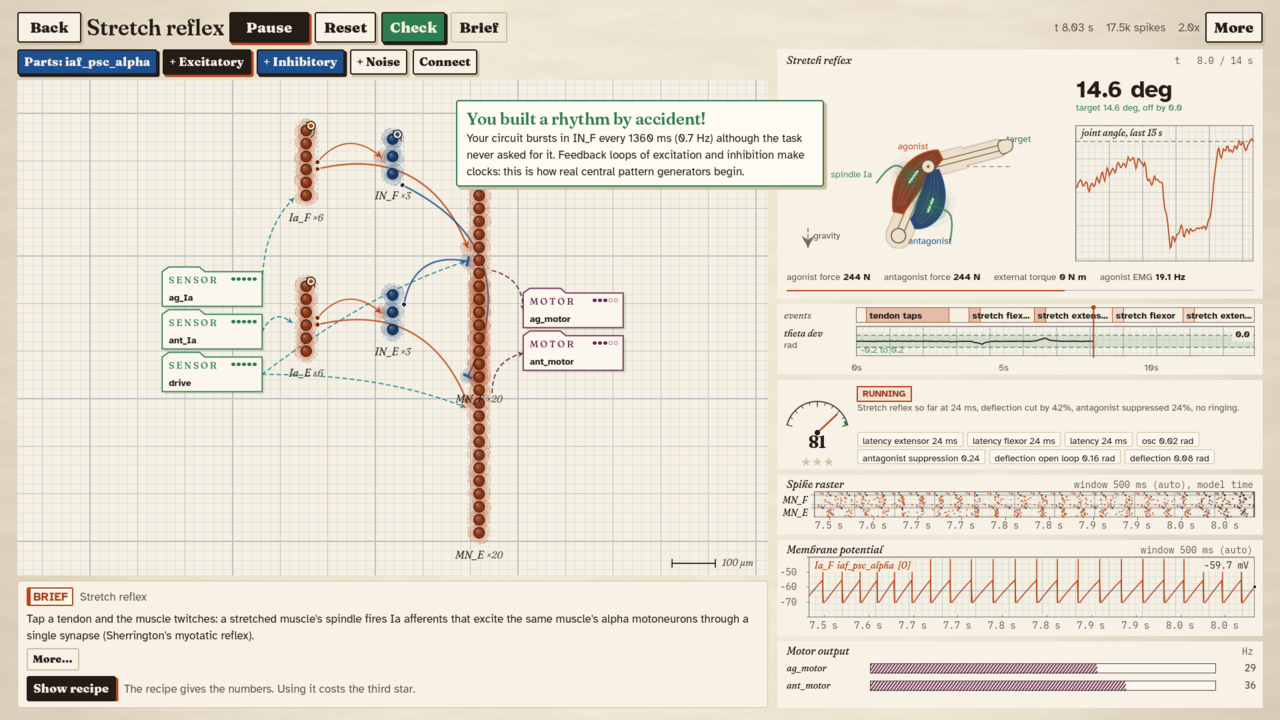 Back
Stretch reflex
Pause
Reset
Check
Brief
t 8.03 s 17.5k spikes 2.0x
More
Parts: iaf_psc_alpha
+ Excitatory
+ Inhibitory
+ Noise
Connect
You built a rhythm by accident!
Your circuit bursts in IN_F every 1360 ms (0.7 Hz) although the task
never asked for it. Feedback loops of excitation and inhibition make
clocks: this is how real central pattern generators begin.
Ia_F ×6
IN_F ×3
SENSOR
ag_Ia
SENSOR
ant_Ia
SENSOR
drive
Ia_E ×6
IN_E ×3
MOTOR
ag_motor
MOTOR
ant_motor
MN_F ×20
MN_E ×20
100 µm
BRIEF
Stretch reflex
Tap a tendon and the muscle twitches: a stretched muscle's spindle fires Ia afferents that excite the same muscle's alpha motoneurons through a
single synapse (Sherrington's myotatic reflex).
More...
Show recipe
The recipe gives the numbers. Using it costs the third star.
Stretch reflex
t 8.0 / 14 s
14.6 deg
target 14.6 deg, off by 0.0
joint angle, last 15 s
target
agonist
spindle Ia
gravity
antagonist
agonist force 244 N antagonist force 244 N external torque 0 N m agonist EMG 19.1 Hz
events
tendon taps
stretch flex...
stretch extens...
stretch flexor
stretch exten...
theta dev
rad
0.0
-0.2 to 0.2
0s 5s 10s
RUNNING
Stretch reflex so far at 24 ms, deflection cut by 42%, antagonist suppressed 24%, no ringing.
81
latency extensor 24 ms
latency flexor 24 ms
latency 24 ms
osc 0.02 rad
antagonist suppression 0.24
deflection open loop 0.16 rad
deflection 0.08 rad
Spike raster
window 500 ms (auto), model time
MN_F
MN_E
7.5 s 7.6 s 7.7 s 7.7 s 7.8 s 7.8 s 7.9 s 7.9 s 8.0 s 8.0 s
Membrane potential
window 500 ms (auto)
Ia_F iaf_psc_alpha [0]
-59.7 mV
-50
-60
-70
7.5 s 7.6 s 7.7 s 7.7 s 7.8 s 7.8 s 7.9 s 7.9 s 8.0 s 8.0 s
Motor output
Hz
ag_motor
29
ant_motor
36